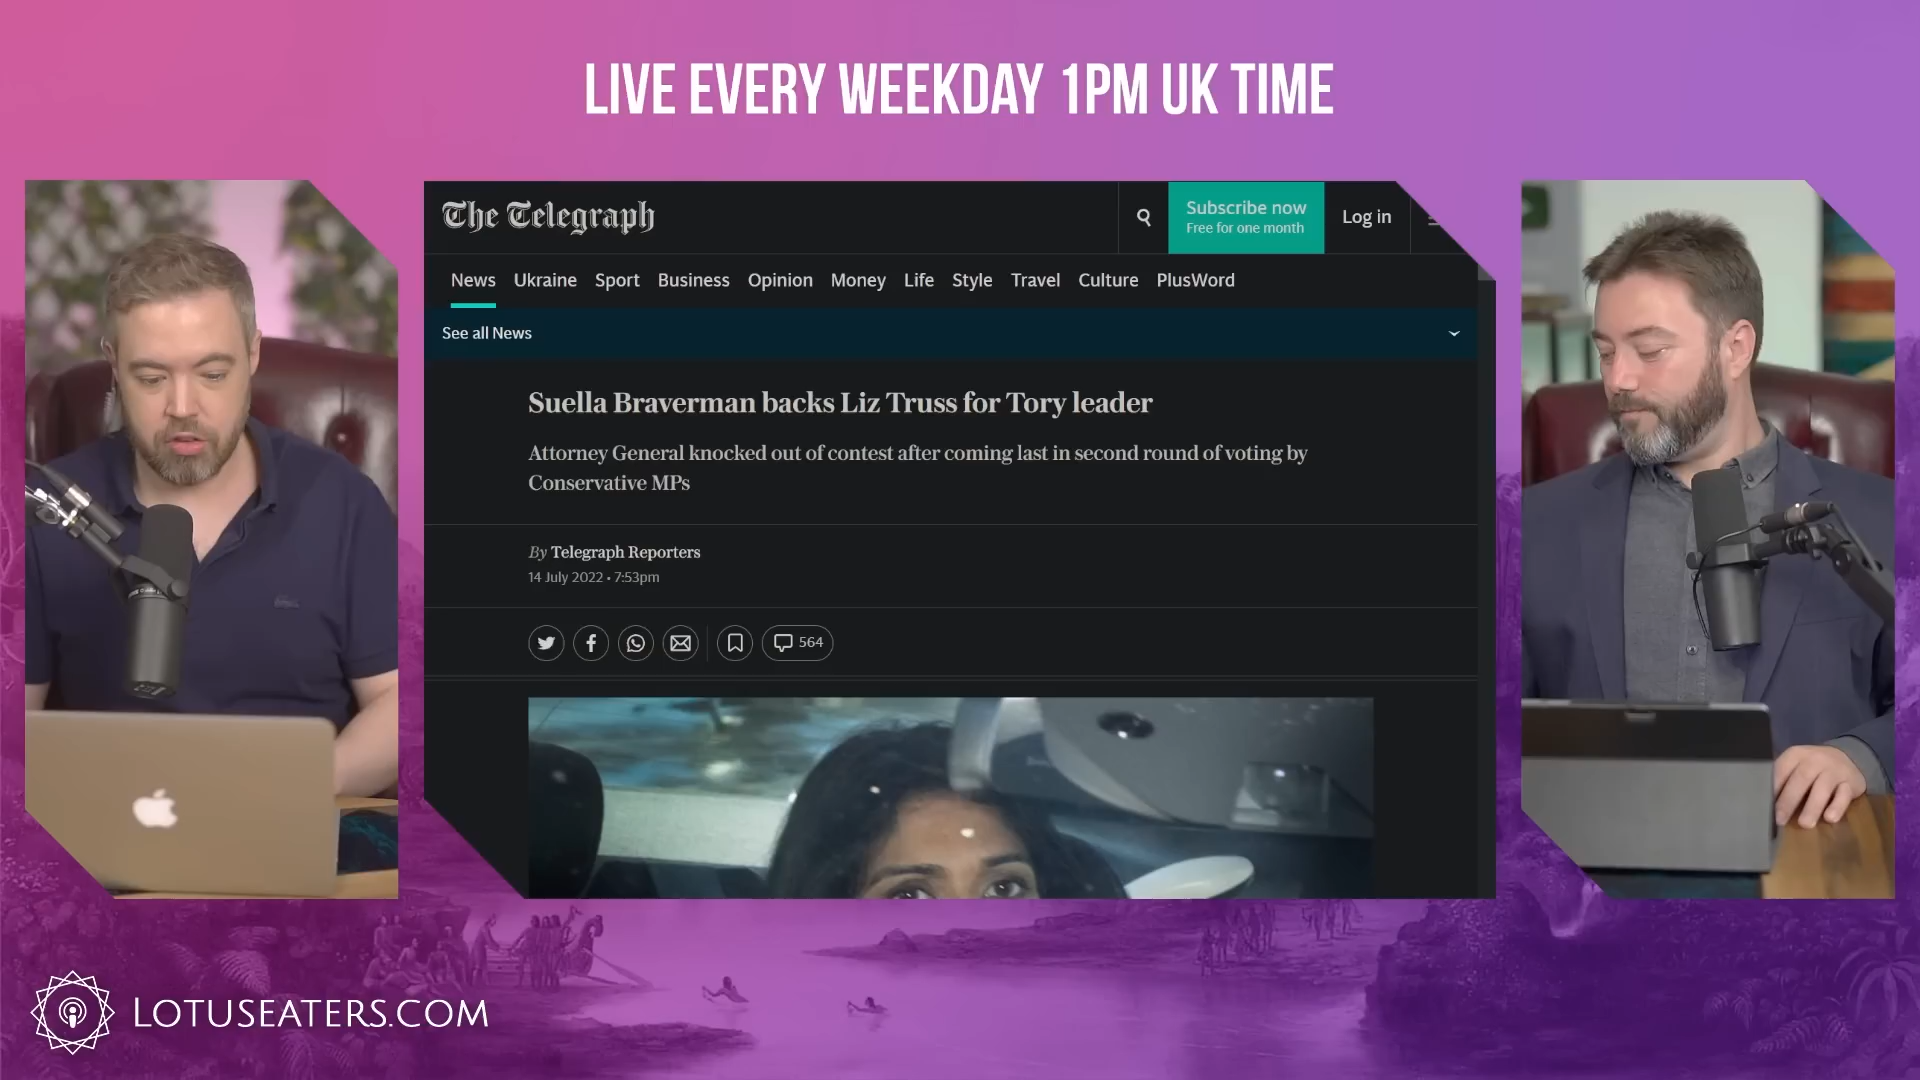 LIVE EVERY WEEKDAY 1PM UK TIME
The Telegraph
Subscribe now
Free for one month
Log in
News Ukraine Sport Business Opinion Money Life Style Travel Culture PlusWord
See all News
Suella Braverman backs Liz Truss for Tory leader
Attorney General knocked out of contest after coming last in second round of voting by
Conservative MPs
By Telegraph Reporters
14 July 2022 • 7:53pm
564
LOTUSEATERS.COM